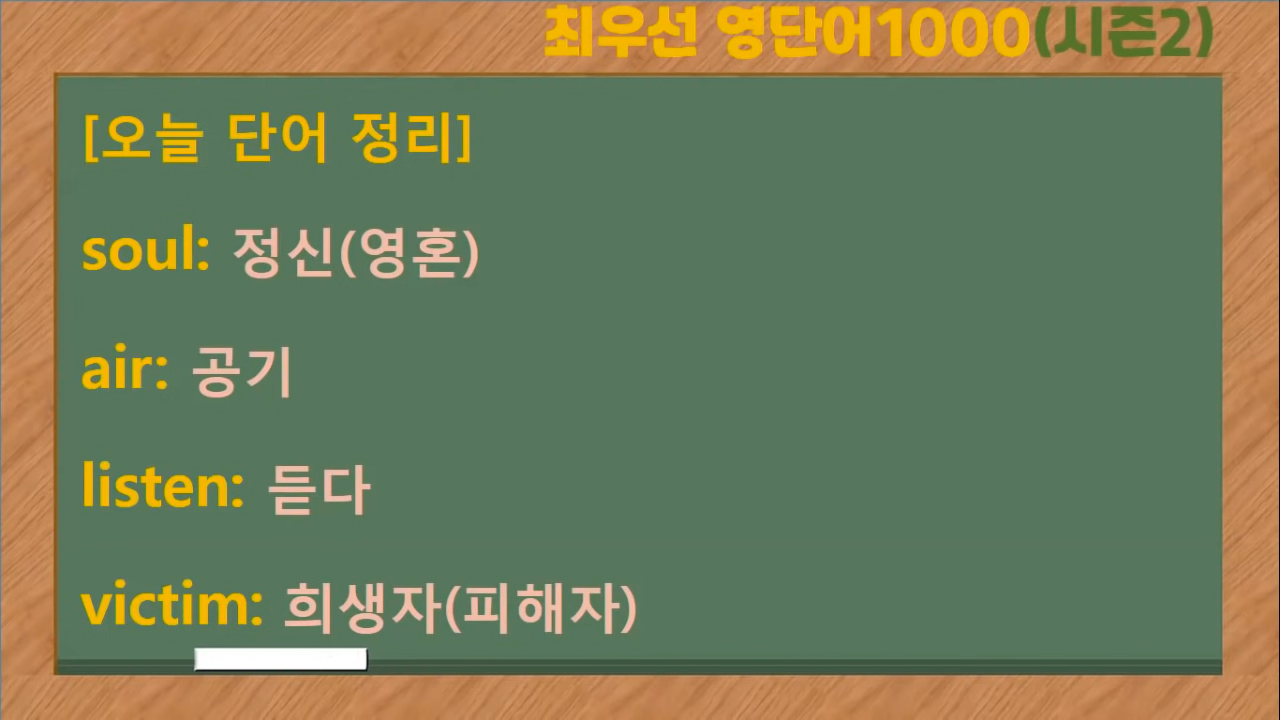 최우선 영단어1000(시즌2)
[오늘 단어 정리]
soul: 정신(영혼)
air: 공기
listen: 듣다
victim: 희생자(피해자)